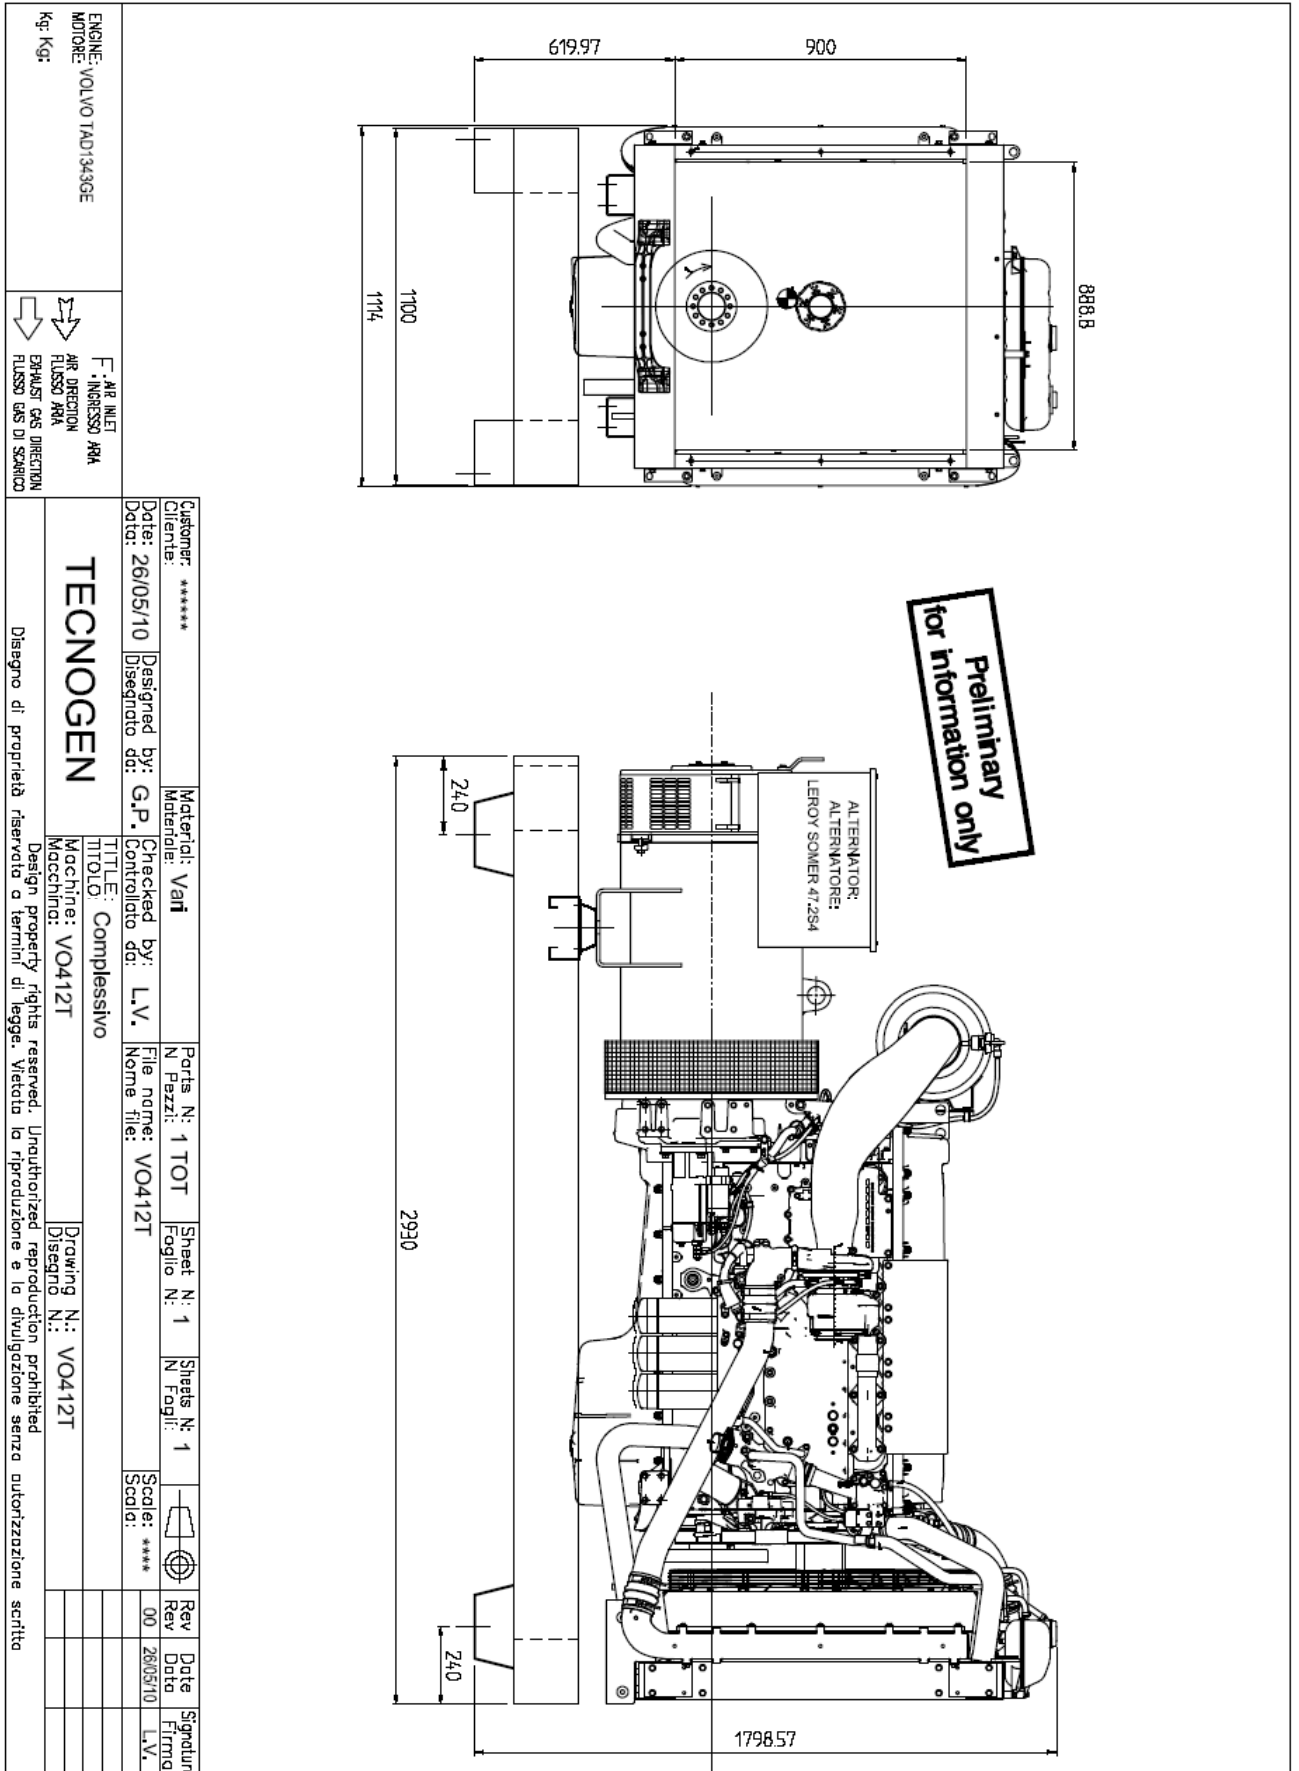 619.97
900
1114
1100
888.8
Preliminary
for information only
ALTERNATOR:
ALTERNATORE:
LEROY SOMER 47.2S4
240
2930
240
1798.57
ENGINE:
MOTORE: VOLVO TAD1343GE
Kg: Kg:
F: AIR INLET
INGRESSO ARIA
AIR DIRECTION
FLUSSO ARIA
EXHAUST GAS DIRECTION
FLUSSO GAS DI SCARICO
Customer: ******
Cliente:
Material: Vari
Materiale:
Parts N: 1 TOT
N Pezzi:
Sheet N: 1
Foglio N:
Sheets N: 1
N Fogli:
Date: 26/05/10
Data:
Designed by: G.P.
Disegnato da:
Checked by: L.V.
Controllato da:
File name: VO412T
Nome file:
Scale: ****
Scala:
TECNOGEN
TITLE: Complessivo
TITOLO:
Machine: VO412T
Macchina:
Drawing N.: VO412T
Disegno N.:
Rev Date Signatur
Rev Data Firma
00 26/05/10 L.V.
Design property rights reserved. Unauthorized reproduction prohibited
Disegno di proprietà riservata a termini di legge. Vietata la riproduzione e la divulgazione senza autorizzazione scritta